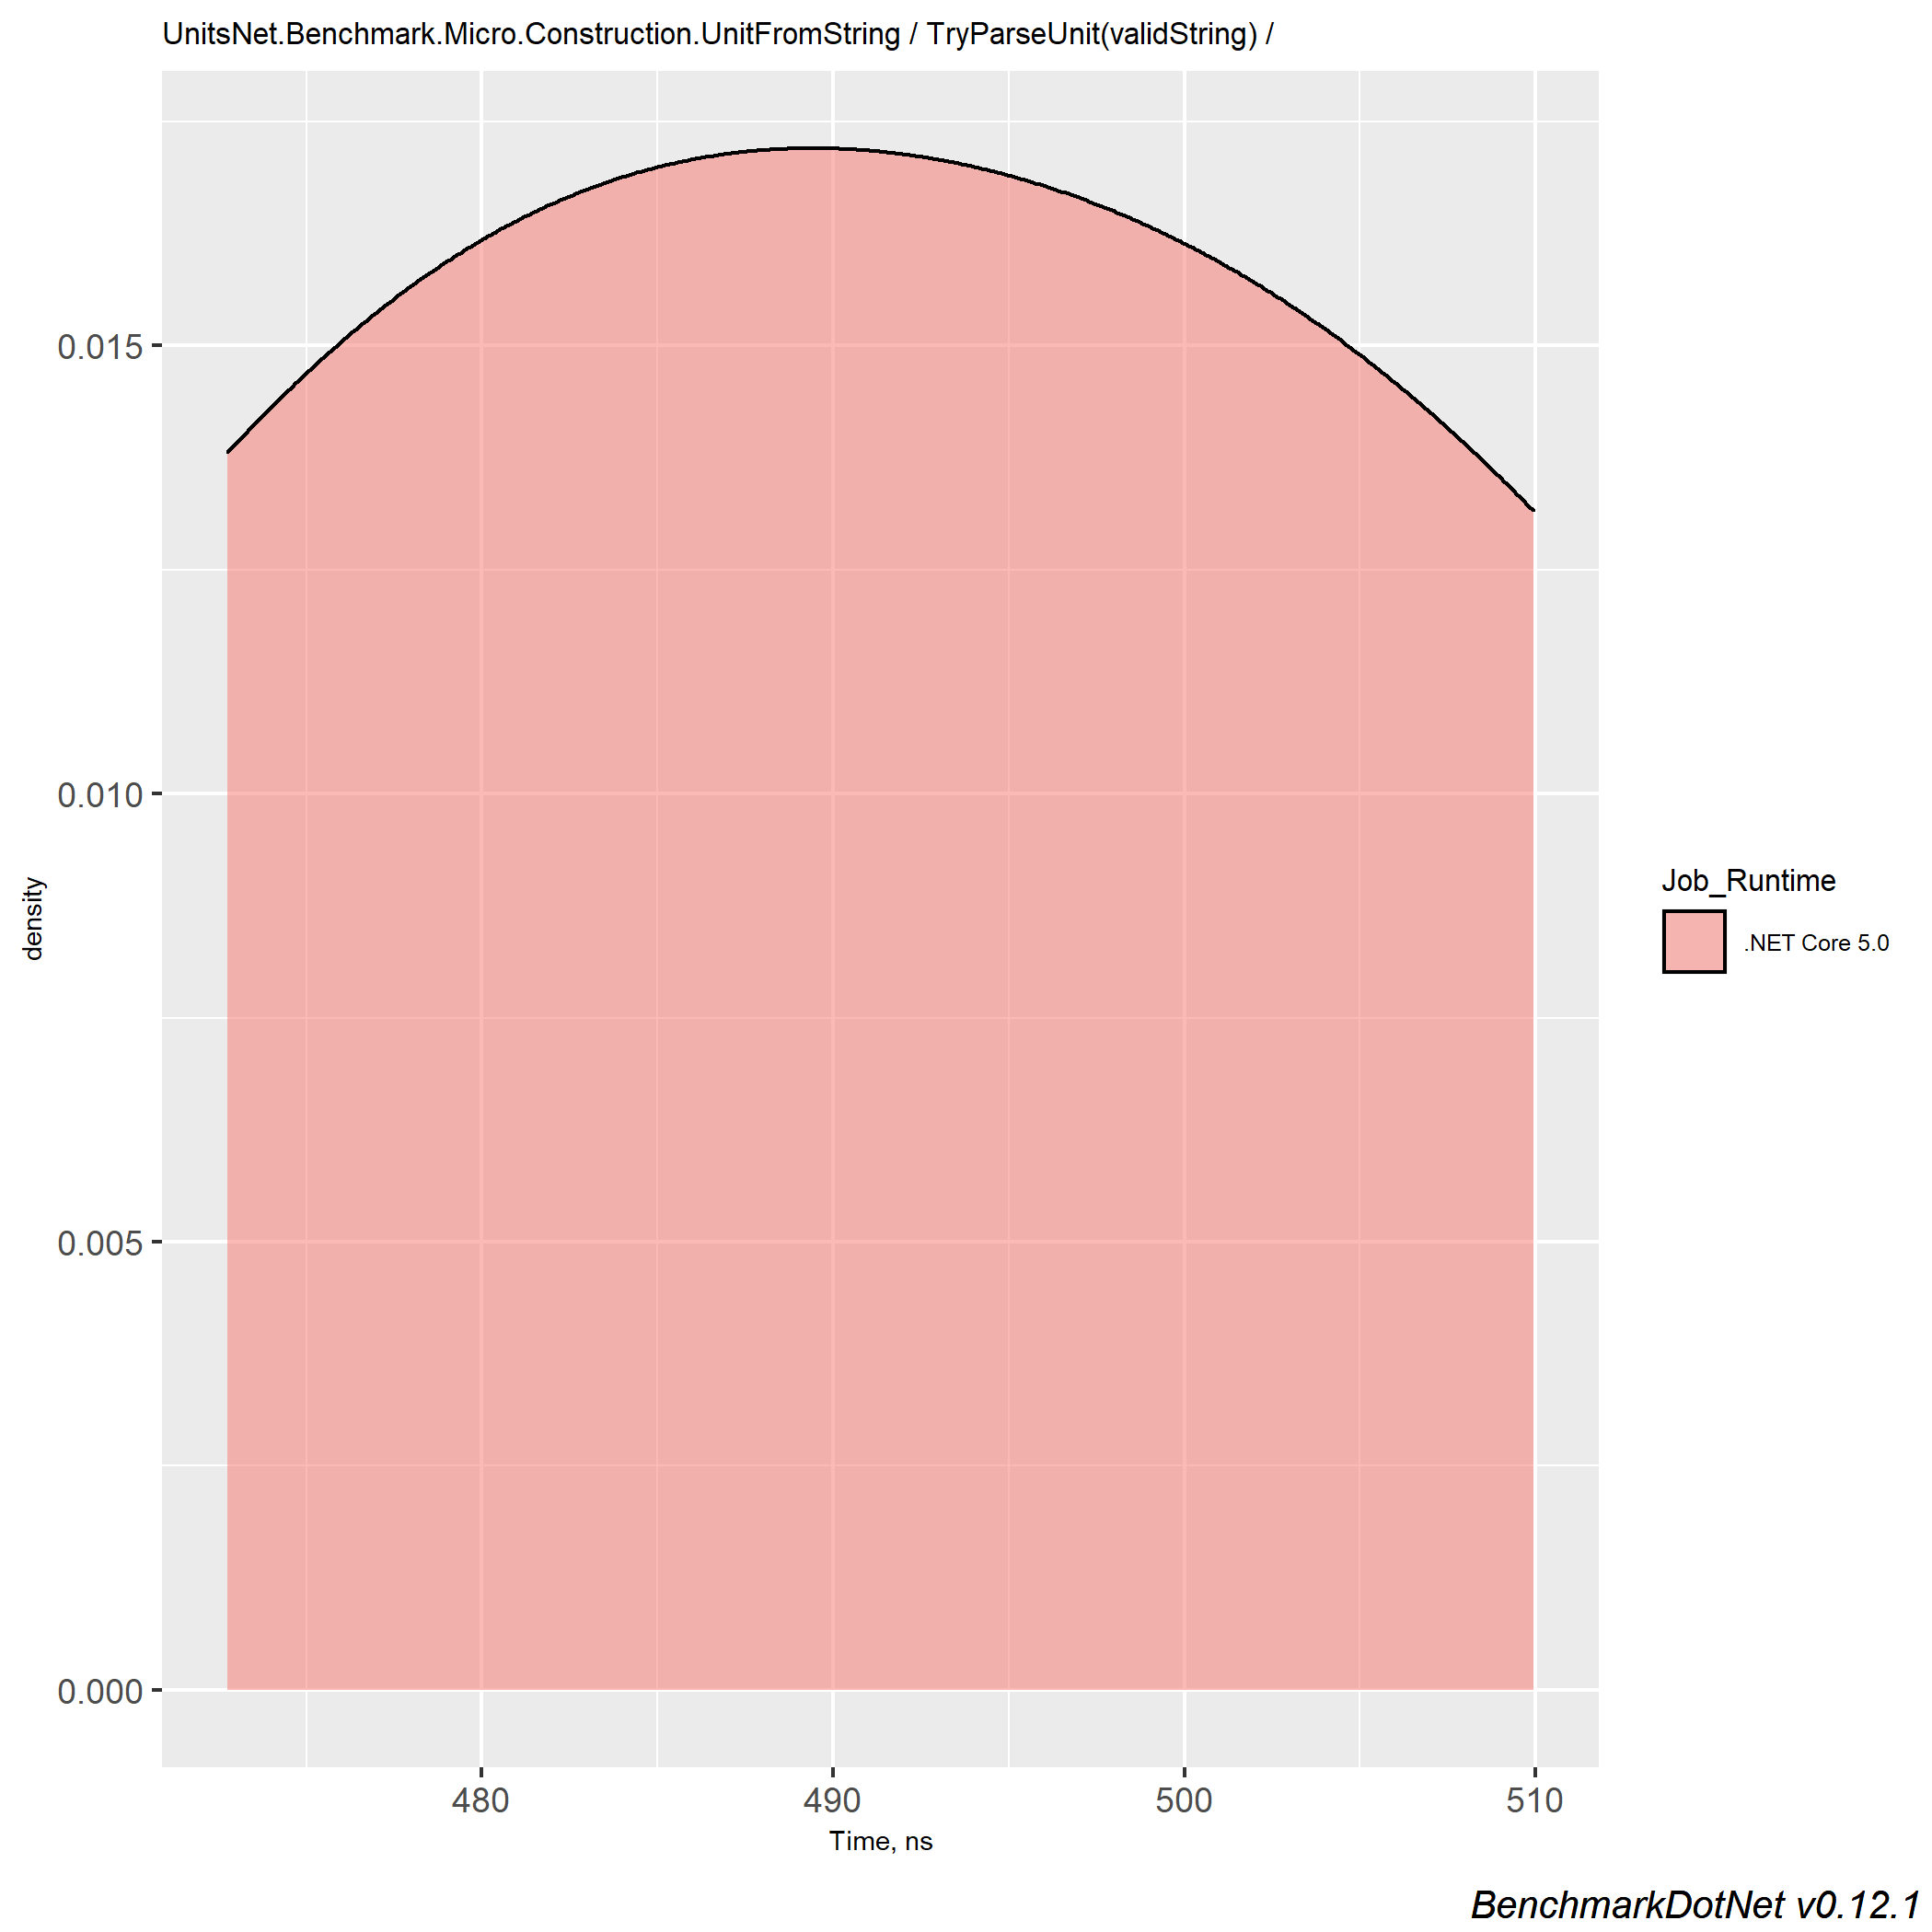 UnitsNet.Benchmark.Micro.Construction.UnitFromString / TryParseUnit(validString) /
0.015
0.010
0.005
0.000
density
480 490 500 510
Time, ns
Job_Runtime
.NET Core 5.0
BenchmarkDotNet v0.12.1